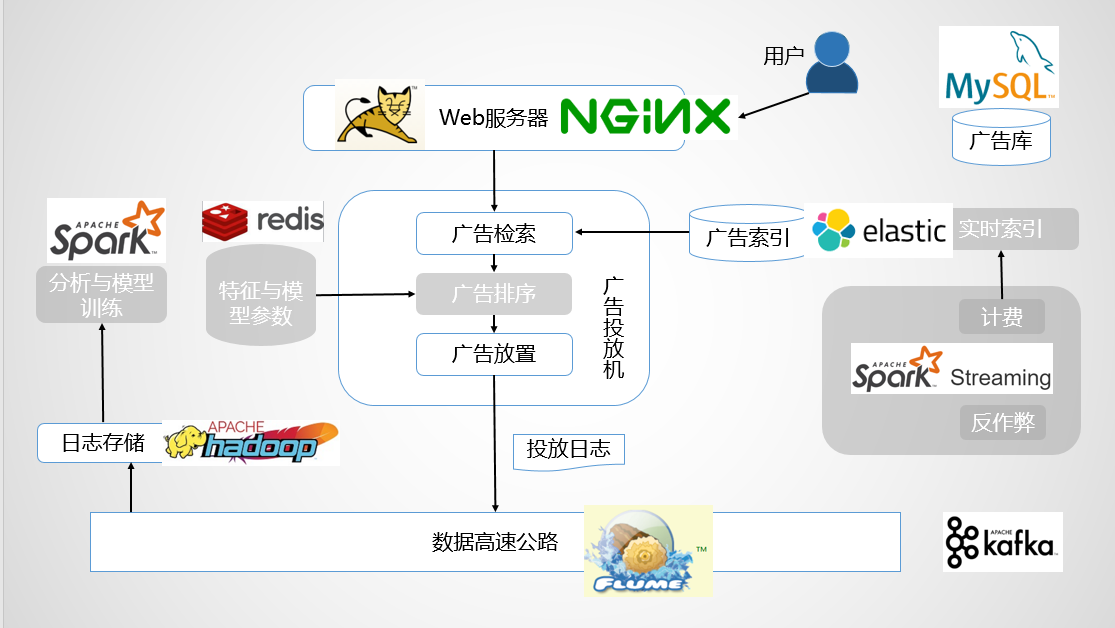 用户
MySQL™
广告库
Web服务器
NGiNX
APACHE
Spark™
分析与模型
训练
redis
特征与模
型参数
广告检索
广告排序
广告放置
广告投放机
广告索引
elastic
实时索引
计费
APACHE
Spark™ Streaming
反作弊
日志存储
APACHE
hadoop
投放日志
数据高速公路
FLUME
™
APACHE
kafka™